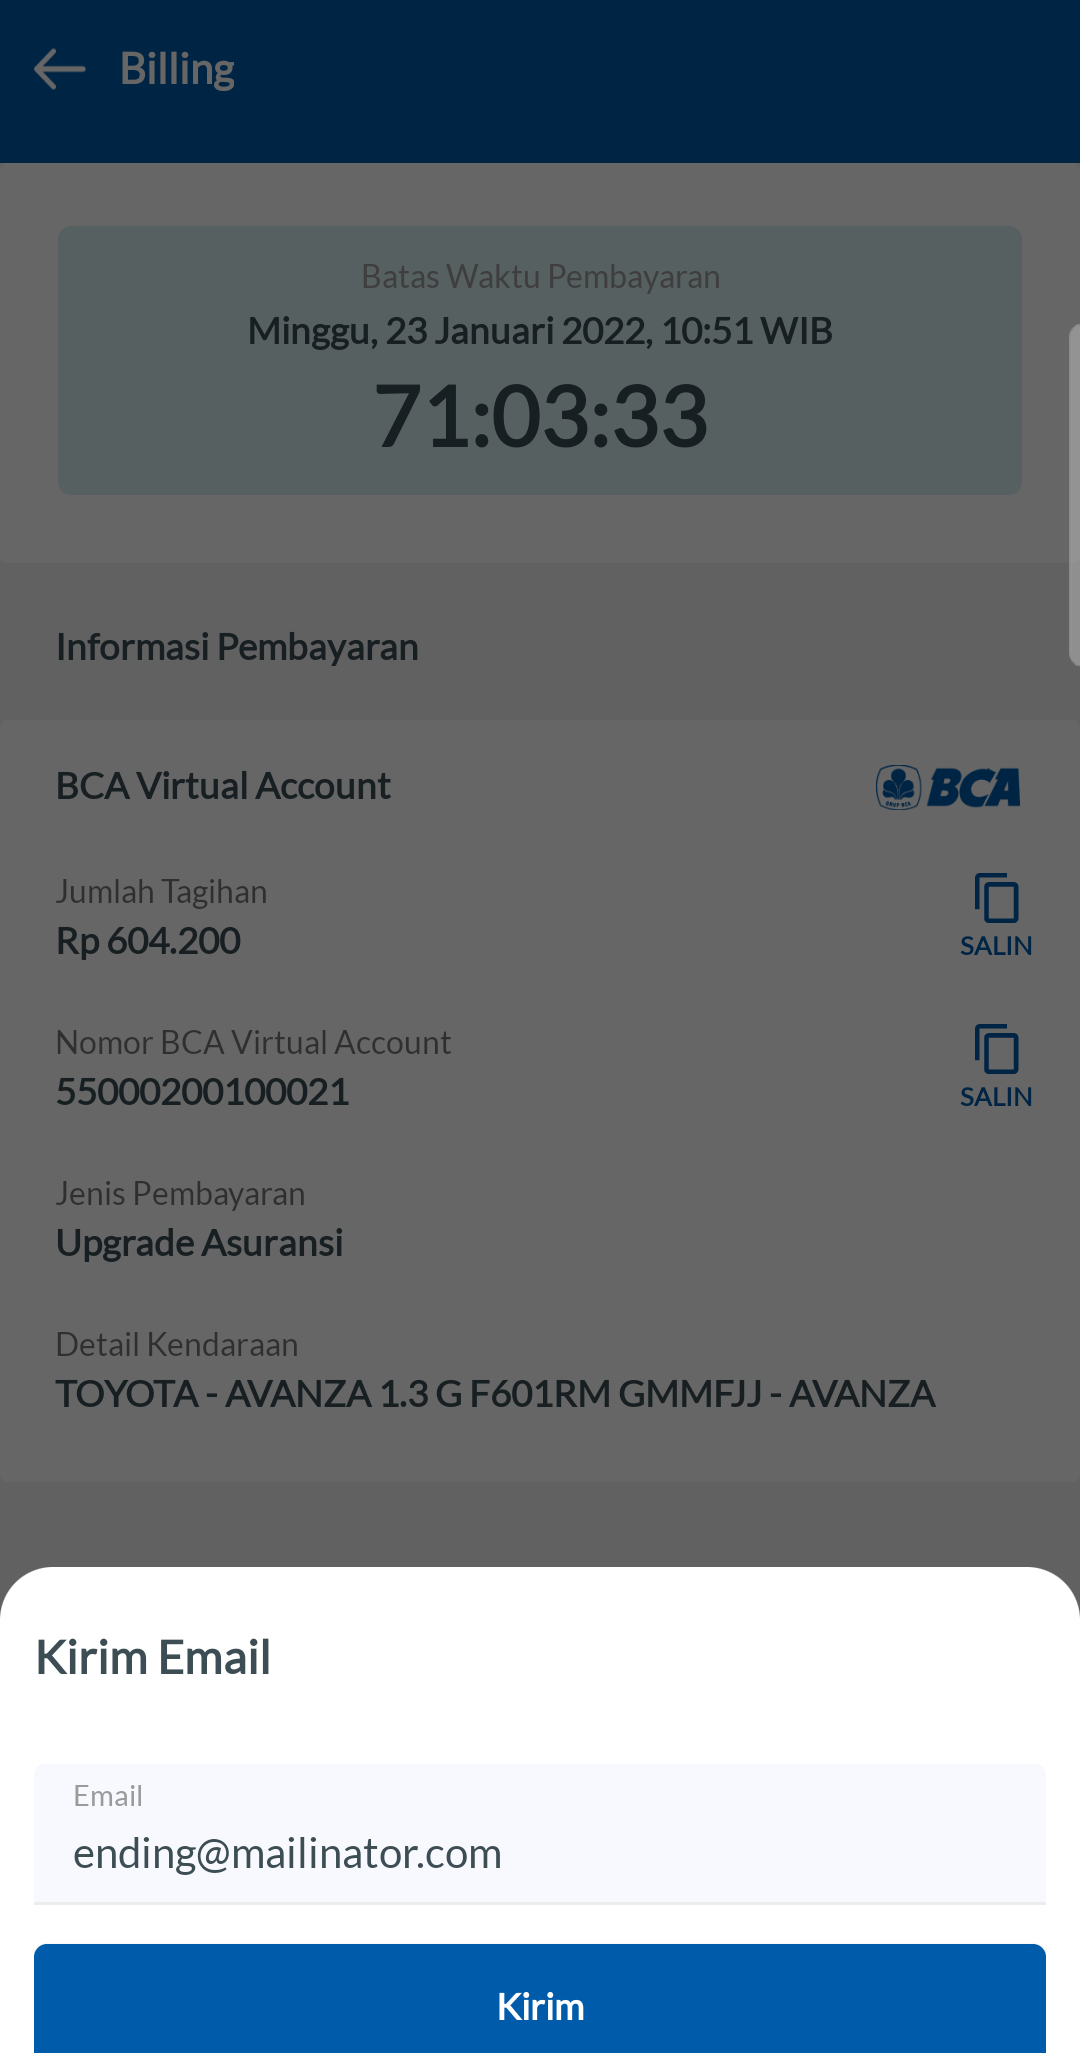 Billing
Batas Waktu Pembayaran
Minggu, 23 Januari 2022, 10:51 WIB
71:03:33
Informasi Pembayaran
BCA Virtual Account
GRUP BCA
BCA
Jumlah Tagihan
Rp 604.200
SALIN
Nomor BCA Virtual Account
55000200100021
SALIN
Jenis Pembayaran
Upgrade Asuransi
Detail Kendaraan
TOYOTA - AVANZA 1.3 G F601RM GMMFJJ - AVANZA
Kirim Email
Email
ending@mailinator.com
Kirim